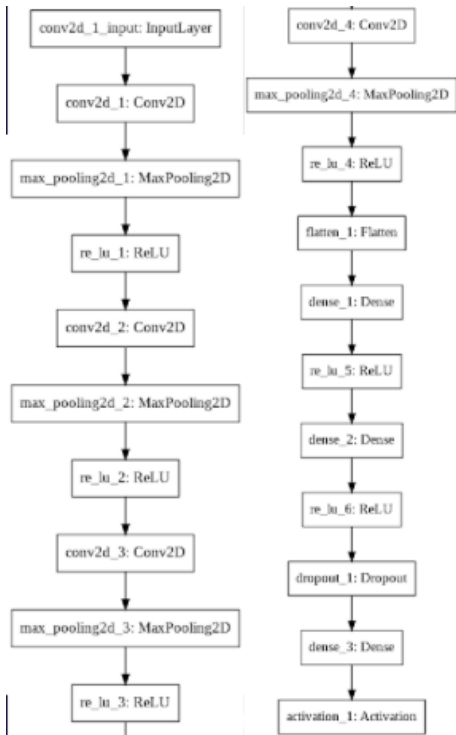 conv2d_1_input: InputLayer
conv2d_1: Conv2D
max_pooling2d_1: MaxPooling2D
re_lu_1: ReLU
conv2d_2: Conv2D
max_pooling2d_2: MaxPooling2D
re_lu_2: ReLU
conv2d_3: Conv2D
max_pooling2d_3: MaxPooling2D
re_lu_3: ReLU
conv2d_4: Conv2D
max_pooling2d_4: MaxPooling2D
re_lu_4: ReLU
flatten_1: Flatten
dense_1: Dense
re_lu_5: ReLU
dense_2: Dense
re_lu_6: ReLU
dropout_1: Dropout
dense_3: Dense
activation_1: Activation